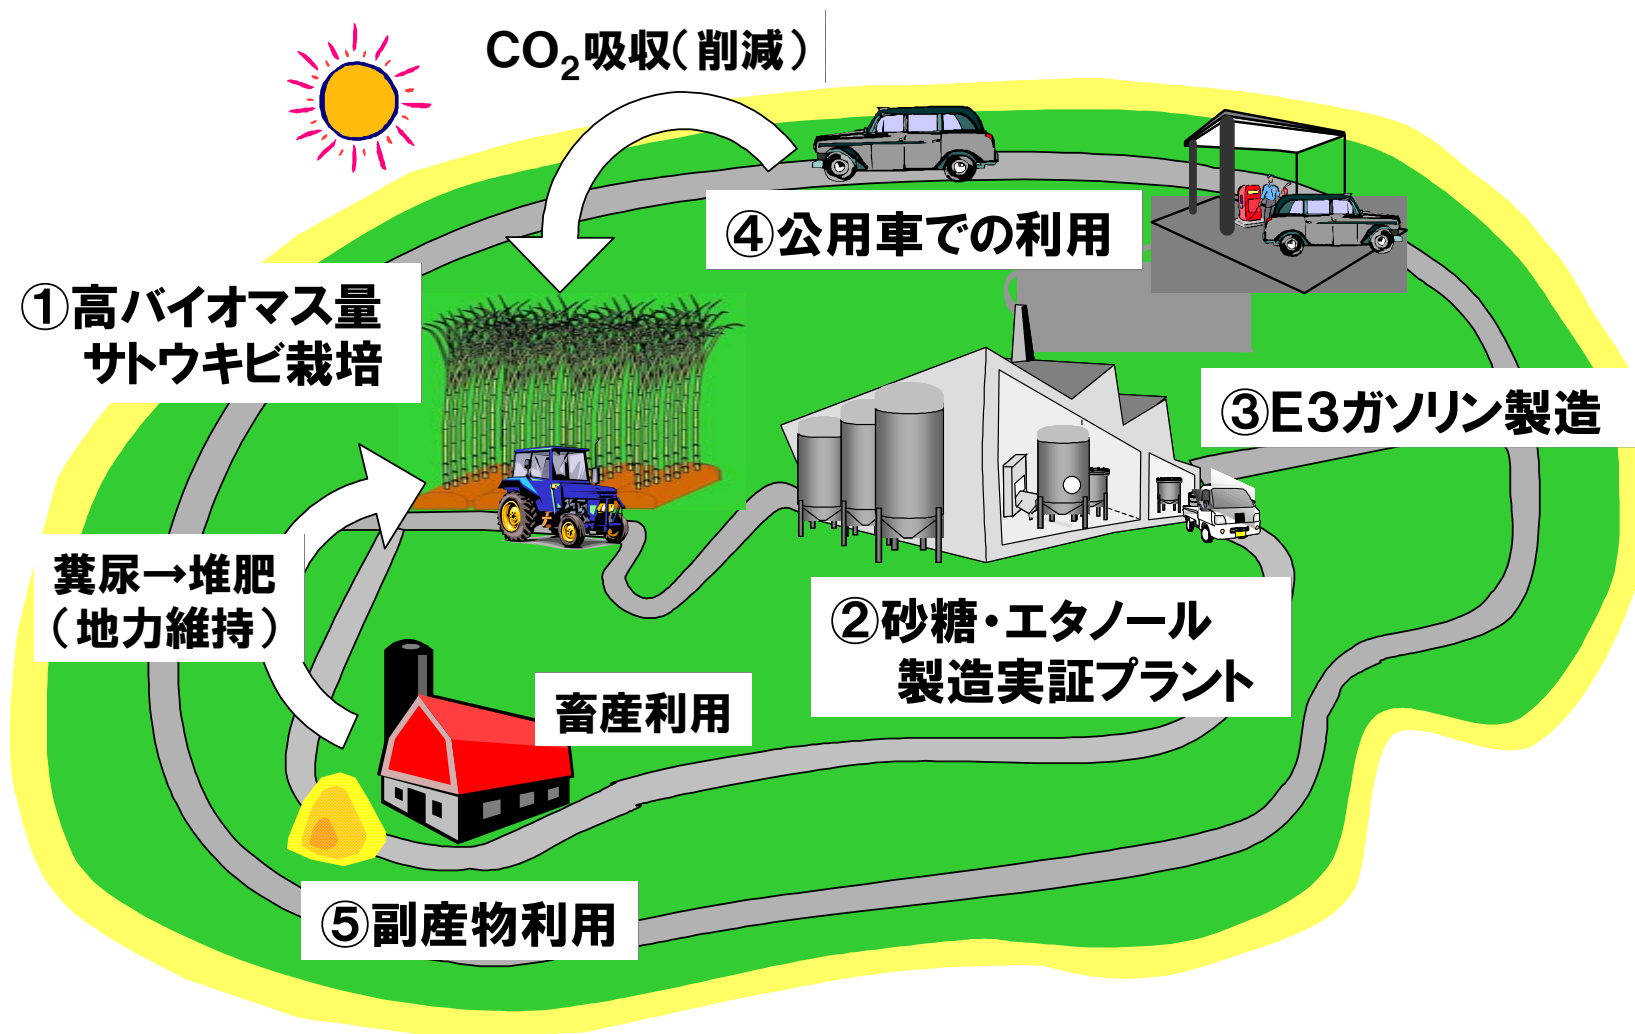 CO₂吸収(削減)
④公用車での利用
①高バイオマス量
サトウキビ栽培
③E3ガソリン製造
糞尿→堆肥
(地力維持)
②砂糖・エタノール
製造実証プラント
畜産利用
⑤副産物利用